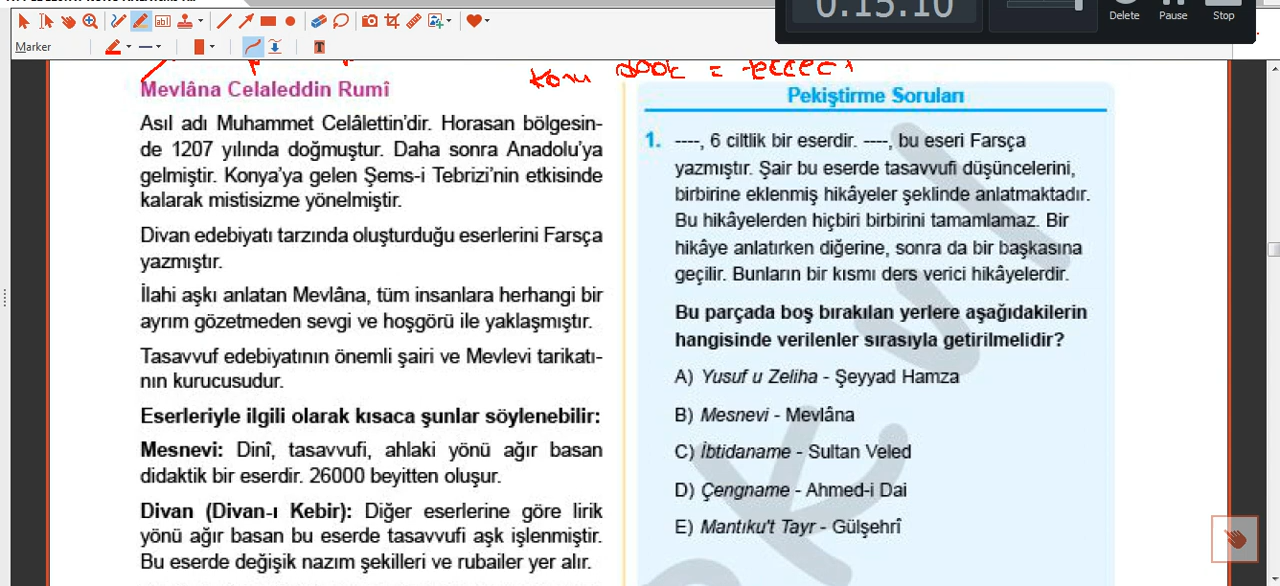 0:15:10
Delete Pause Stop
Marker
Mevlâna Celaleddin Rumî
Asıl adı Muhammet Celâlettin’dir. Horasan bölgesin-
de 1207 yılında doğmuştur. Daha sonra Anadolu’ya
gelmiştir. Konya’ya gelen Şems-i Tebrizi’nin etkisinde
kalarak mistisizme yönelmiştir.
Divan edebiyatı tarzında oluşturduğu eserlerini Farsça
yazmıştır.
İlahi aşkı anlatan Mevlâna, tüm insanlara herhangi bir
ayrım gözetmeden sevgi ve hoşgörü ile yaklaşmıştır.
Tasavvuf edebiyatının önemli şairi ve Mevlevi tarikatı-
nın kurucusudur.
Eserleriyle ilgili olarak kısaca şunlar söylenebilir:
Mesnevi: Dinî, tasavvufi, ahlaki yönü ağır basan
didaktik bir eserdir. 26000 beyitten oluşur.
Divan (Divan-ı Kebir): Diğer eserlerine göre lirik
yönü ağır basan bu eserde tasavvufi aşk işlenmiştir.
Bu eserde değişik nazım şekilleri ve rubailer yer alır.
Pekiştirme Soruları
1. ----, 6 ciltlik bir eserdir. ----, bu eseri Farsça
yazmıştır. Şair bu eserde tasavvufi düşüncelerini,
birbirine eklenmiş hikâyeler şeklinde anlatmaktadır.
Bu hikâyelerden hiçbiri birbirini tamamlamaz. Bir
hikâye anlatırken diğerine, sonra da bir başkasına
geçilir. Bunların bir kısmı ders verici hikâyelerdir.
Bu parçada boş bırakılan yerlere aşağıdakilerin
hangisinde verilenler sırasıyla getirilmelidir?
A) Yusuf u Zeliha - Şeyyad Hamza
B) Mesnevi - Mevlâna
C) İbtidaname - Sultan Veled
D) Çengname - Ahmed-i Dai
E) Mantıku't Tayr - Gülşehrî